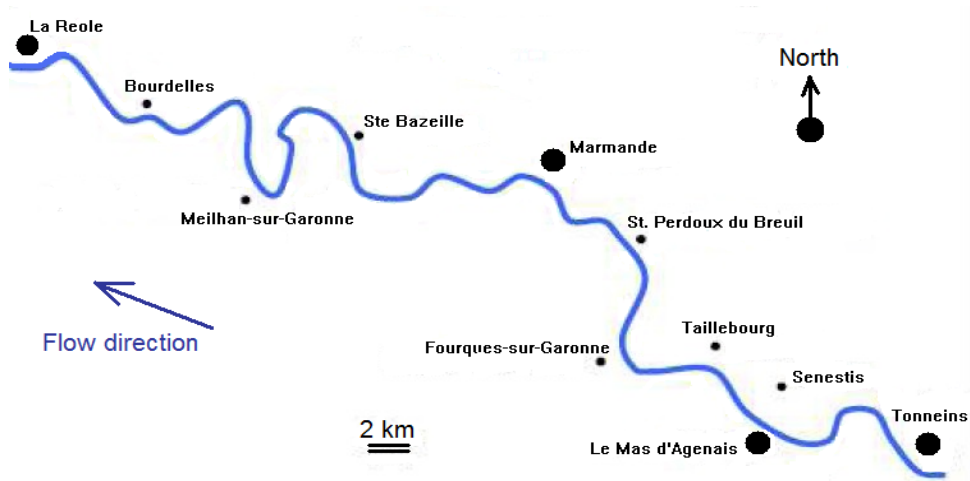 La Reole
North
Bourdelles
Ste Bazeille
Marmande
Meilhan-sur-Garonne
St. Perdoux du Breuil
Taillebourg
Flow direction
Fourques-sur-Garonne
Senestis
Tonneins
2 km
Le Mas d'Agenais